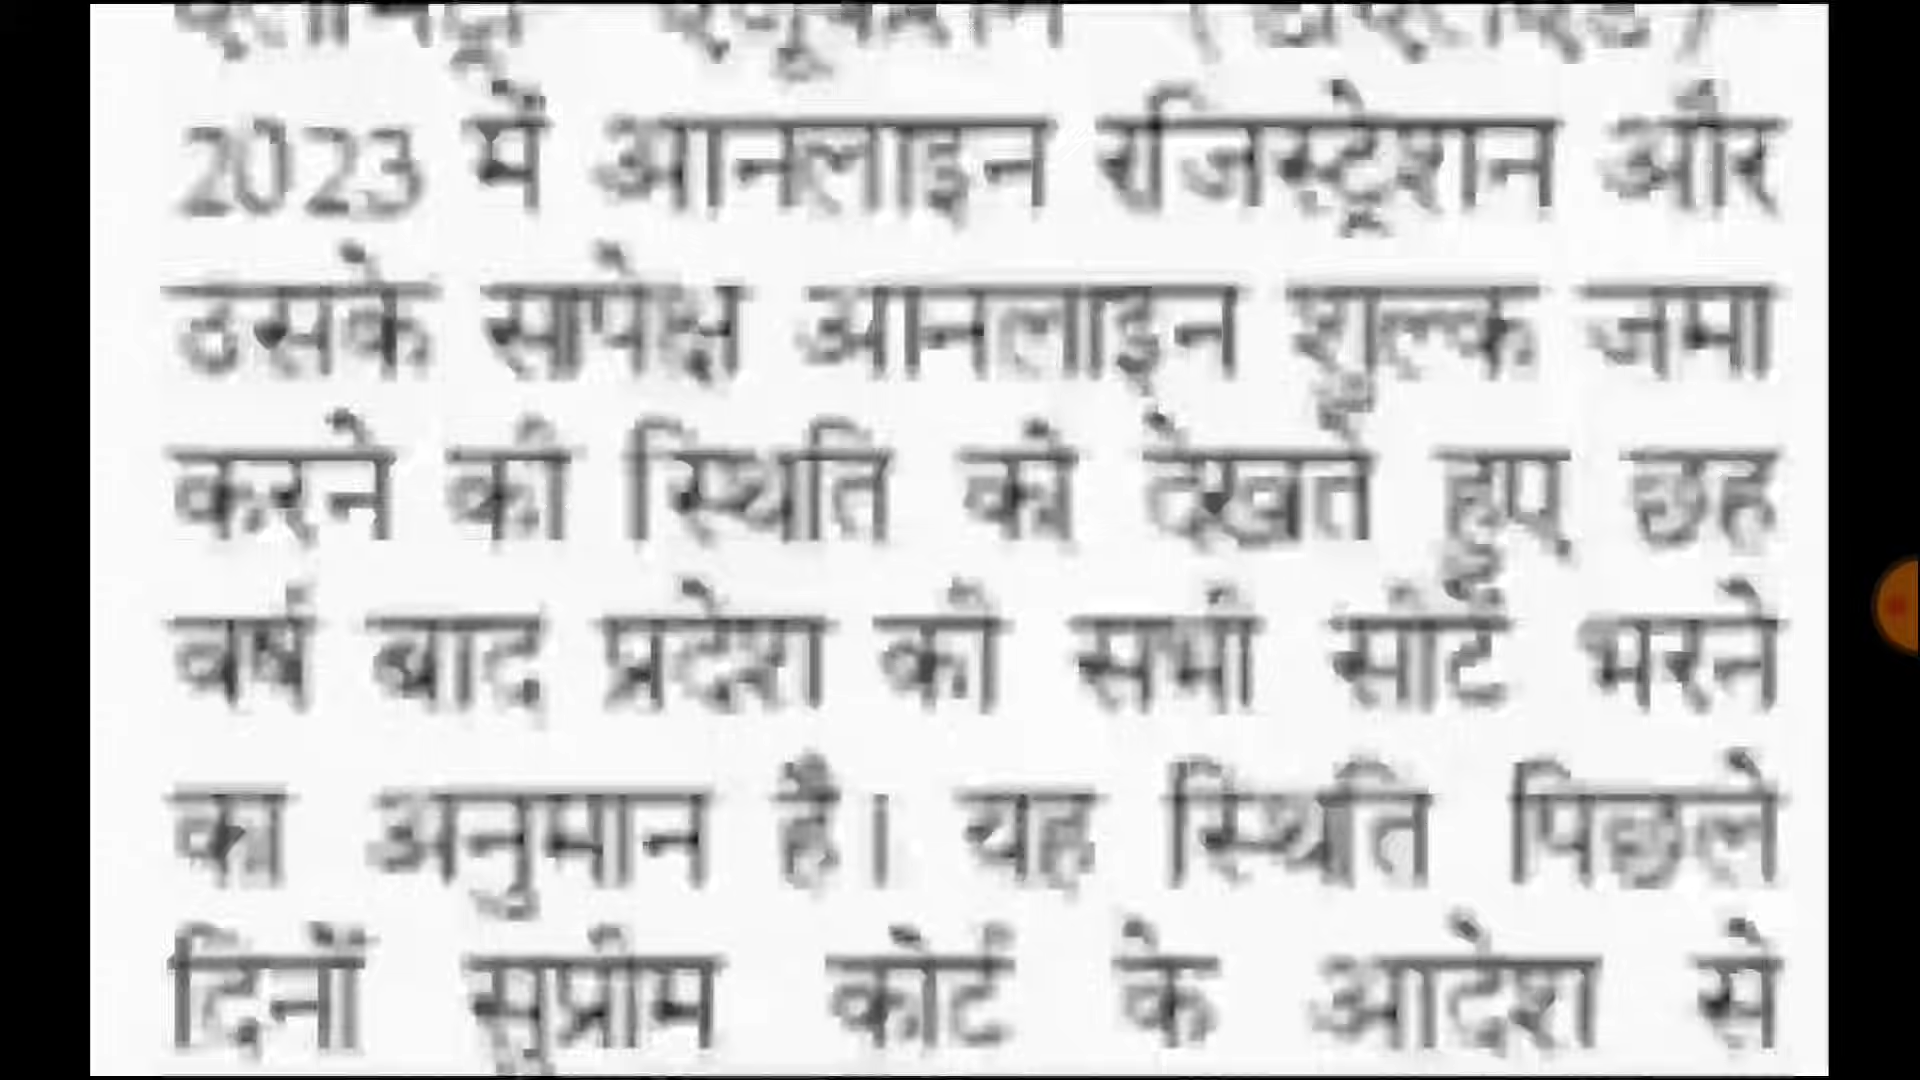 2023 में आनलाइन रजिस्ट्रेशन और
उसके सापेक्ष आनलाइन शुल्क जमा
करने की स्थिति को देखते हुए छह
वर्ष बाद प्रदेश की सभी सीटें भरने
का अनुमान है। यह स्थिति पिछले
दिनों सुप्रीम कोर्ट के आदेश से